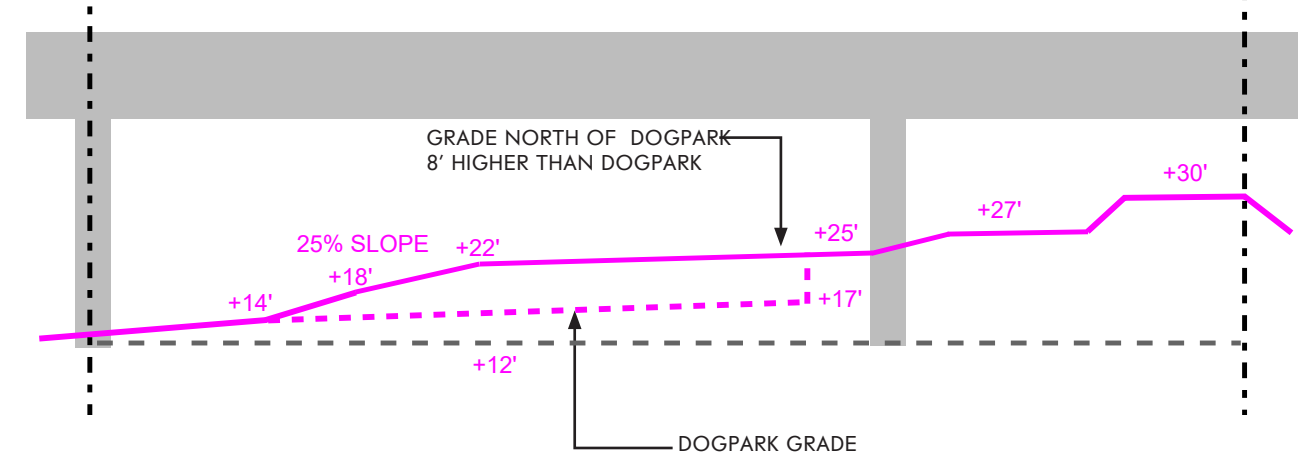 GRADE NORTH OF DOGPARK
8' HIGHER THAN DOGPARK
+30'
+27'
+25'
25% SLOPE
+22'
+18'
+14'
+17'
+12'
DOGPARK GRADE